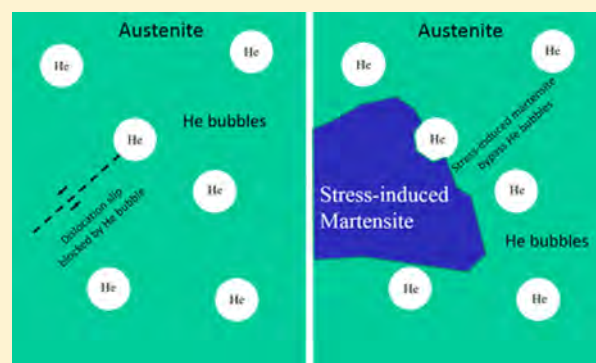 Austenite
He
He
He bubbles
He
Dislocation slip
blocked by He bubble
He
He
He
Austenite
He
He
Stress-induced martensite
bypass He bubbles
He
Stress-induced
Martensite
He
He bubbles
He
He